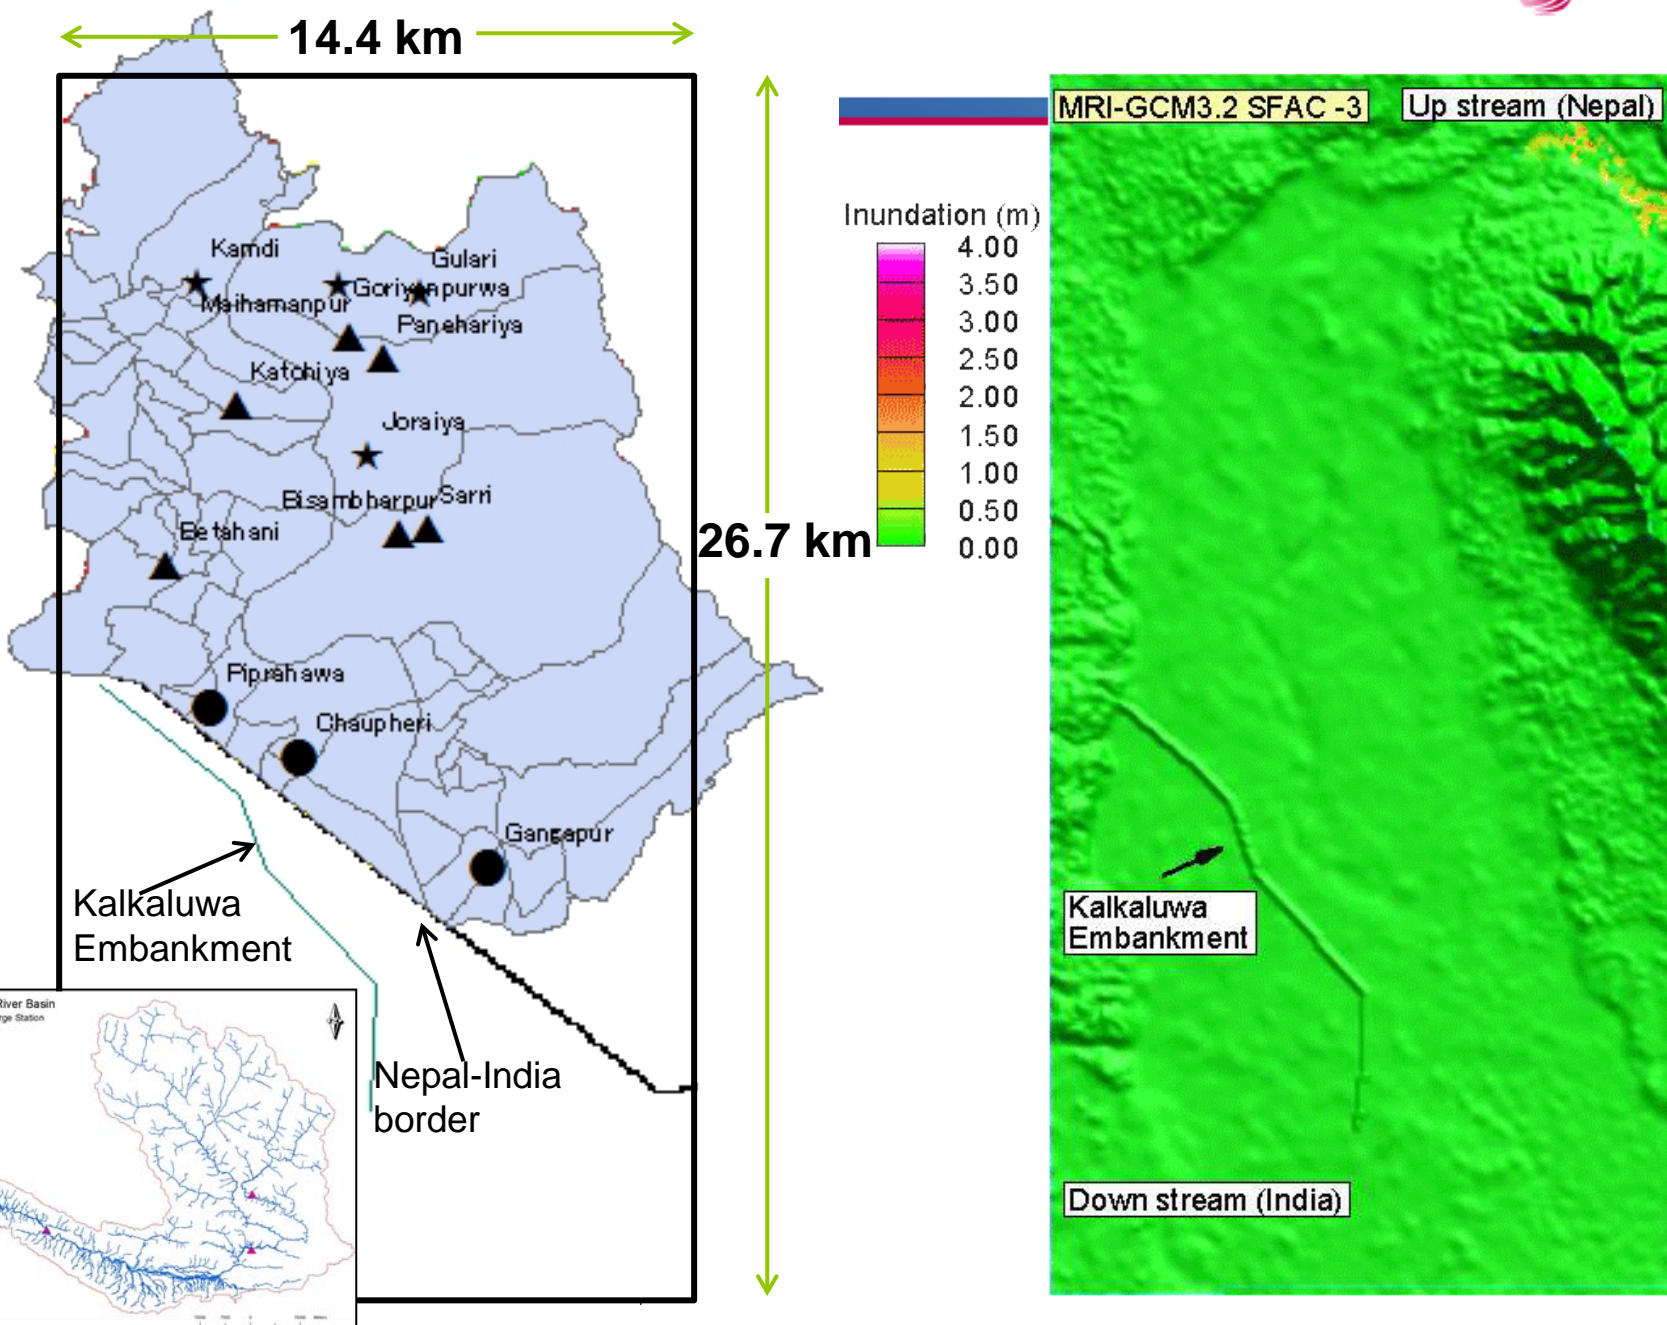 14.4 km
26.7 km
Kamdi
Gulari
Goriyanpurwa
Maihamanpur
Panehariya
Katohiya
Joraiya
Bisambharpur
Sarri
Betahani
Piprahawa
Chaupheri
Gangapur
Kalkaluwa
Embankment
Nepal-India
border
River Basin
Station
Inundation (m)
4.00
3.50
3.00
2.50
2.00
1.50
1.00
0.50
0.00
MRI-GCM3.2 SFAC -3
Up stream (Nepal)
Kalkaluwa
Embankment
Down stream (India)